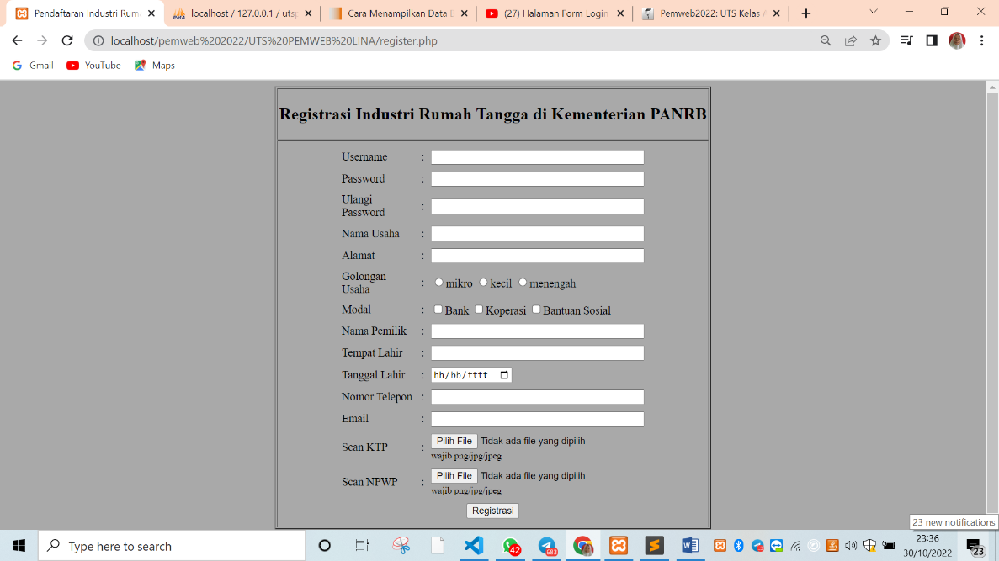 Pendaftaran Industri Rum
localhost / 127.0.0.1 / utsp
Cara Menampilkan Data
(27) Halaman Form Login
Pemweb2022: UTS Kelas
localhost/pemweb%202022/UTS%20PEMWEB%20LINA/register.php
Gmail
YouTube
Maps
Registrasi Industri Rumah Tangga di Kementerian PANRB
Username :
Password :
Ulangi
Password :
Nama Usaha :
Alamat :
Golongan
Usaha : mikro kecil menengah
Modal : Bank Koperasi Bantuan Sosial
Nama Pemilik :
Tempat Lahir :
Tanggal Lahir : hh/bb/tttt
Nomor Telepon :
Email :
Scan KTP : Pilih File Tidak ada file yang dipilih
wajib png/jpg/jpeg
Scan NPWP : Pilih File Tidak ada file yang dipilih
wajib png/jpg/jpeg
Registrasi
23 new notifications
Type here to search
42
683
23:36
30/10/2022
23